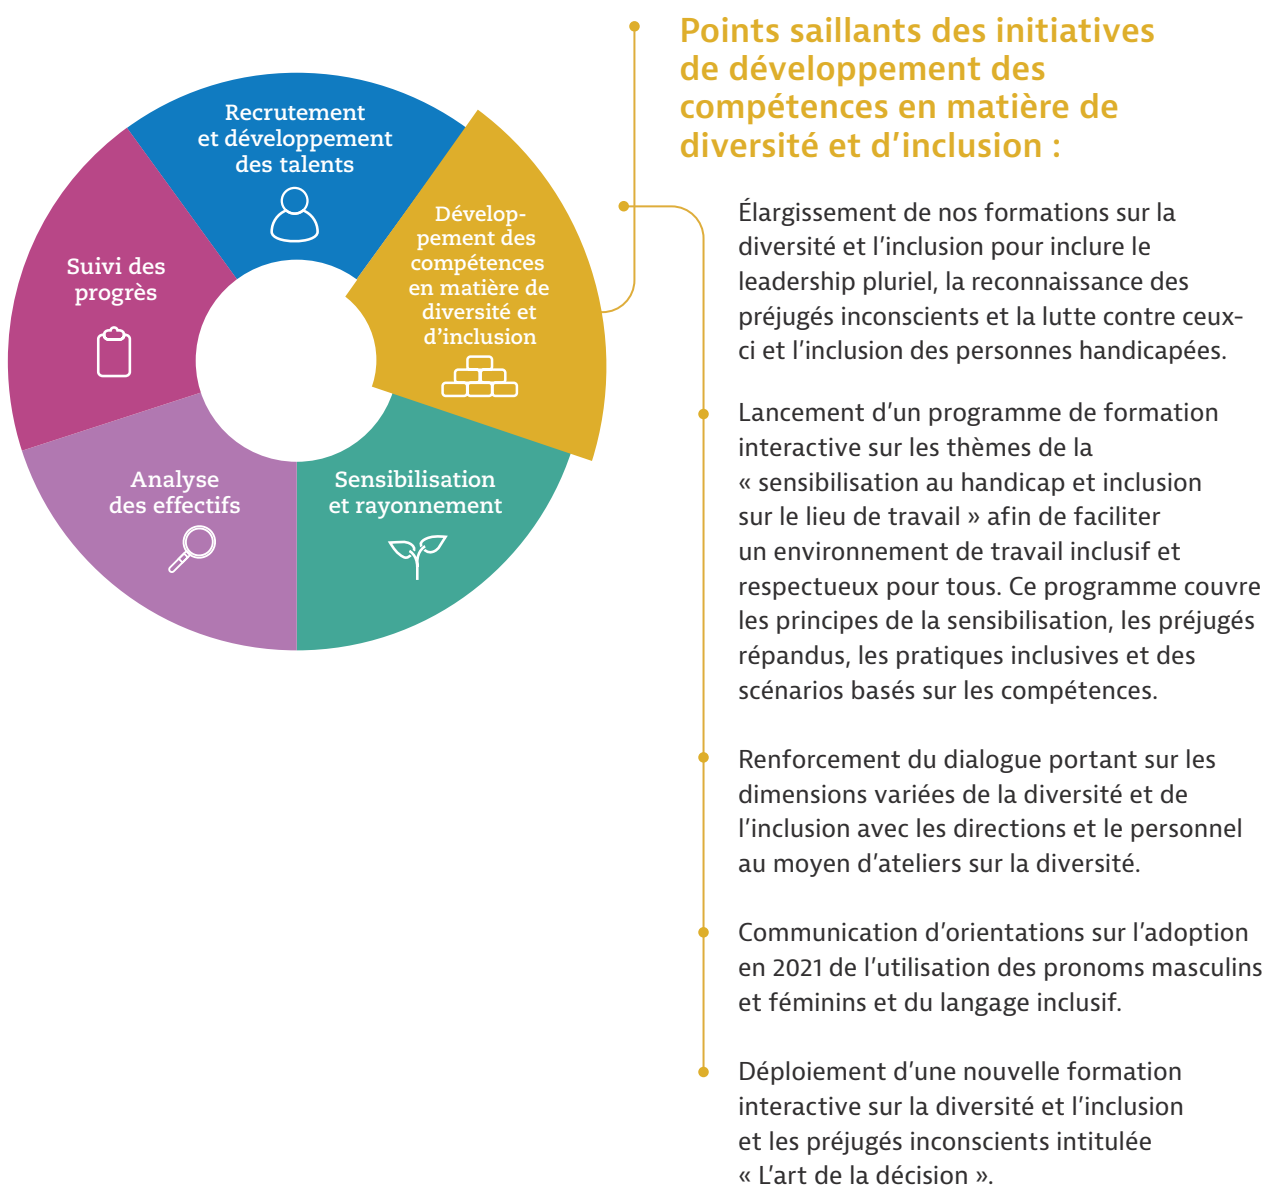 Points saillants des initiatives
de développement des
compétences en matière de
diversité et d’inclusion :
Recrutement
et développement
des talents
Dévelop-
pement des
compétences
en matière de
diversité et
d’inclusion
Suivi des
progrès
Analyse
des effectifs
Sensibilisation
et rayonnement
Élargissement de nos formations sur la
diversité et l’inclusion pour inclure le
leadership pluriel, la reconnaissance des
préjugés inconscients et la lutte contre ceux-
ci et l’inclusion des personnes handicapées.
Lancement d’un programme de formation
interactive sur les thèmes de la
« sensibilisation au handicap et inclusion
sur le lieu de travail » afin de faciliter
un environnement de travail inclusif et
respectueux pour tous. Ce programme couvre
les principes de la sensibilisation, les préjugés
répandus, les pratiques inclusives et des
scénarios basés sur les compétences.
Renforcement du dialogue portant sur les
dimensions variées de la diversité et de
l’inclusion avec les directions et le personnel
au moyen d’ateliers sur la diversité.
Communication d’orientations sur l’adoption
en 2021 de l’utilisation des pronoms masculins
et féminins et du langage inclusif.
Déploiement d’une nouvelle formation
interactive sur la diversité et l’inclusion
et les préjugés inconscients intitulée
« L’art de la décision ».